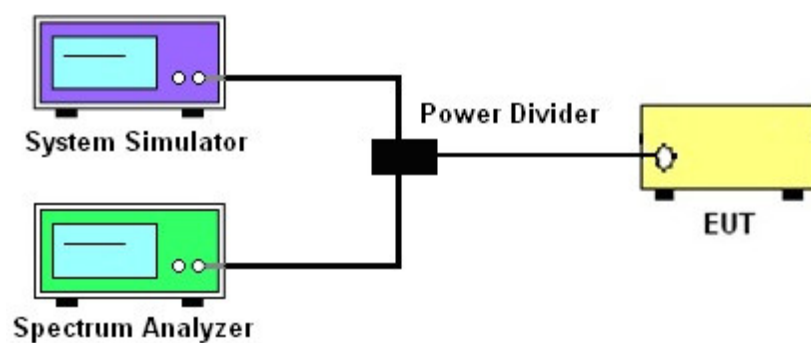 System Simulator
Power Divider
EUT
Spectrum Analyzer